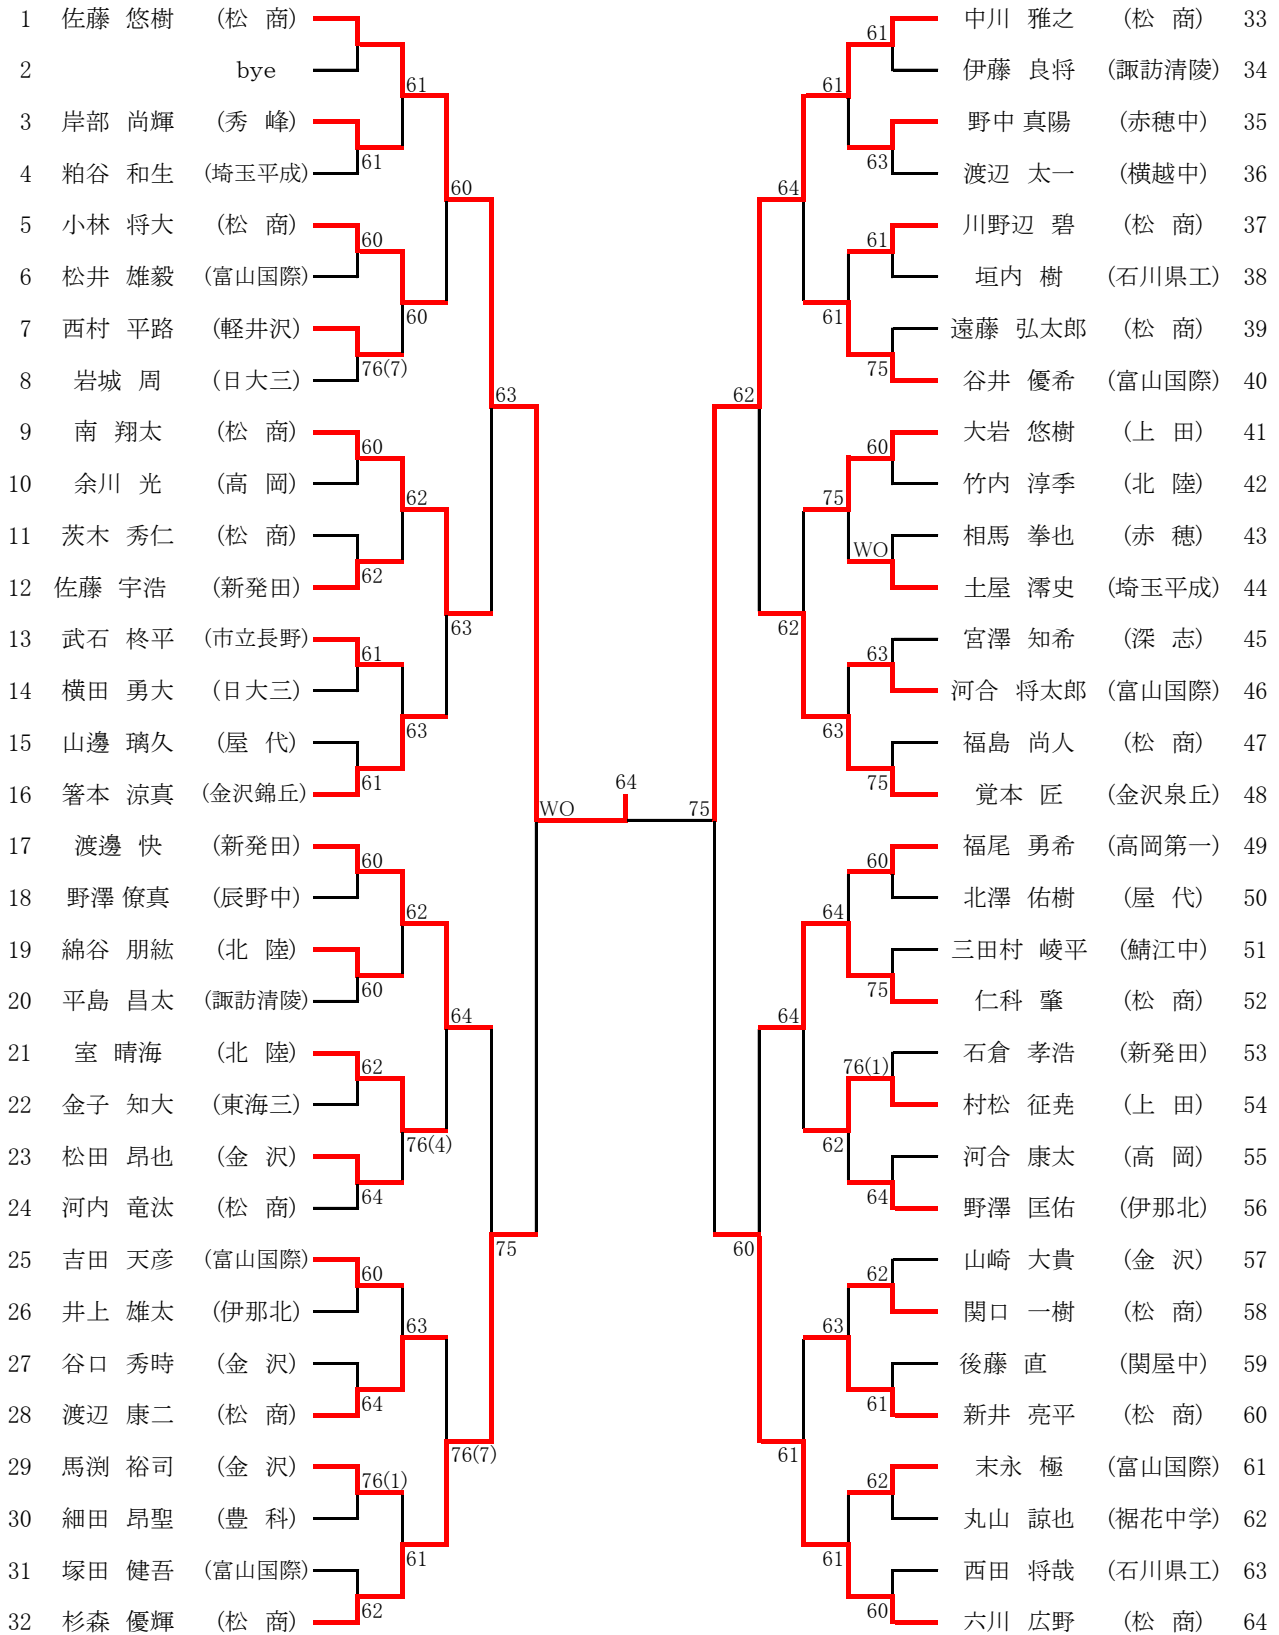 1 佐藤 悠樹 (松 商)
2 bye
3 岸部 尚輝 (秀 峰)
4 粕谷 和生 (埼玉平成)
5 小林 将大 (松 商)
6 松井 雄毅 (富山国際)
7 西村 平路 (軽井沢)
8 岩城 周 (日大三)
9 南 翔太 (松 商)
10 余川 光 (高 岡)
11 茨木 秀仁 (松 商)
12 佐藤 宇浩 (新発田)
13 武石 柊平 (市立長野)
14 横田 勇大 (日大三)
15 山邊 璃久 (屋 代)
16 箸本 涼真 (金沢錦丘)
17 渡邊 快 (新発田)
18 野澤 僚真 (辰野中)
19 綿谷 朋紘 (北 陸)
20 平島 昌太 (諏訪清陵)
21 室 晴海 (北 陸)
22 金子 知大 (東海三)
23 松田 昂也 (金 沢)
24 河内 竜汰 (松 商)
25 吉田 天彦 (富山国際)
26 井上 雄太 (伊那北)
27 谷口 秀時 (金 沢)
28 渡辺 康二 (松 商)
29 馬渕 裕司 (金 沢)
30 細田 昂聖 (豊 科)
31 塚田 健吾 (富山国際)
32 杉森 優輝 (松 商)
61
60
76(7)
60
62
61
61
60
60
62
64
60
64
76(1)
62
61
60
62
63
62
76(4)
63
61
60
63
64
76(7)
63
75
WO
64
75
62
60
64
62
64
61
61
61
75
63
64
62
63
61
61
63
61
75
60
WO
63
75
60
75
76(1)
64
62
61
62
60
中川 雅之 (松 商) 33
伊藤 良将 (諏訪清陵) 34
野中 真陽 (赤穂中) 35
渡辺 太一 (横越中) 36
川野辺 碧 (松 商) 37
垣内 樹 (石川県工) 38
遠藤 弘太郎 (松 商) 39
谷井 優希 (富山国際) 40
大岩 悠樹 (上 田) 41
竹内 淳季 (北 陸) 42
相馬 拳也 (赤 穂) 43
土屋 澪史 (埼玉平成) 44
宮澤 知希 (深 志) 45
河合 将太郎 (富山国際) 46
福島 尚人 (松 商) 47
覚本 匠 (金沢泉丘) 48
福尾 勇希 (高岡第一) 49
北澤 佑樹 (屋 代) 50
三田村 崚平 (鯖江中) 51
仁科 肇 (松 商) 52
石倉 孝浩 (新発田) 53
村松 征尭 (上 田) 54
河合 康太 (高 岡) 55
野澤 匡佑 (伊那北) 56
山崎 大貴 (金 沢) 57
関口 一樹 (松 商) 58
後藤 直 (関屋中) 59
新井 亮平 (松 商) 60
末永 極 (富山国際) 61
丸山 諒也 (裾花中学) 62
西田 将哉 (石川県工) 63
六川 広野 (松 商) 64